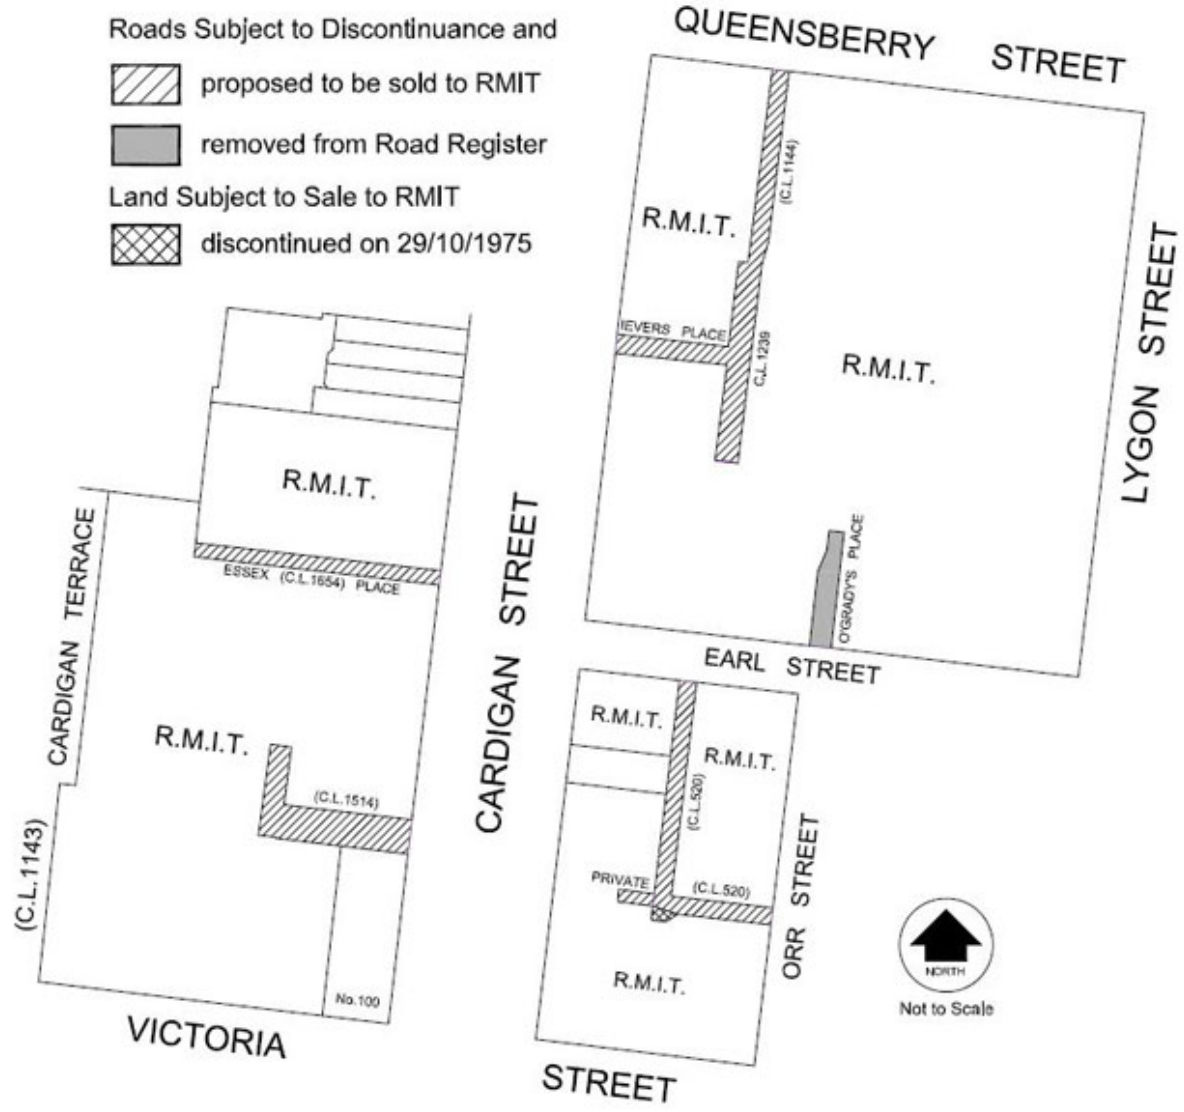 Roads Subject to Discontinuance and
proposed to be sold to RMIT
removed from Road Register
Land Subject to Sale to RMIT
discontinued on 29/10/1975
QUEENSBERRY STREET
(C.L.1144)
R.M.I.T.
IEVERS PLACE
C.L.1239
R.M.I.T.
LYGON STREET
R.M.I.T.
CARDIGAN TERRACE
ESSEX (C.L.1654) PLACE
CARDIGAN STREET
O'GRADY'S PLACE
EARL STREET
R.M.I.T.
(C.L.1514)
(C.L.1143)
No.100
R.M.I.T.
R.M.I.T.
(C.L.520)
PRIVATE
(C.L.520)
ORR STREET
R.M.I.T.
NORTH
Not to Scale
VICTORIA STREET